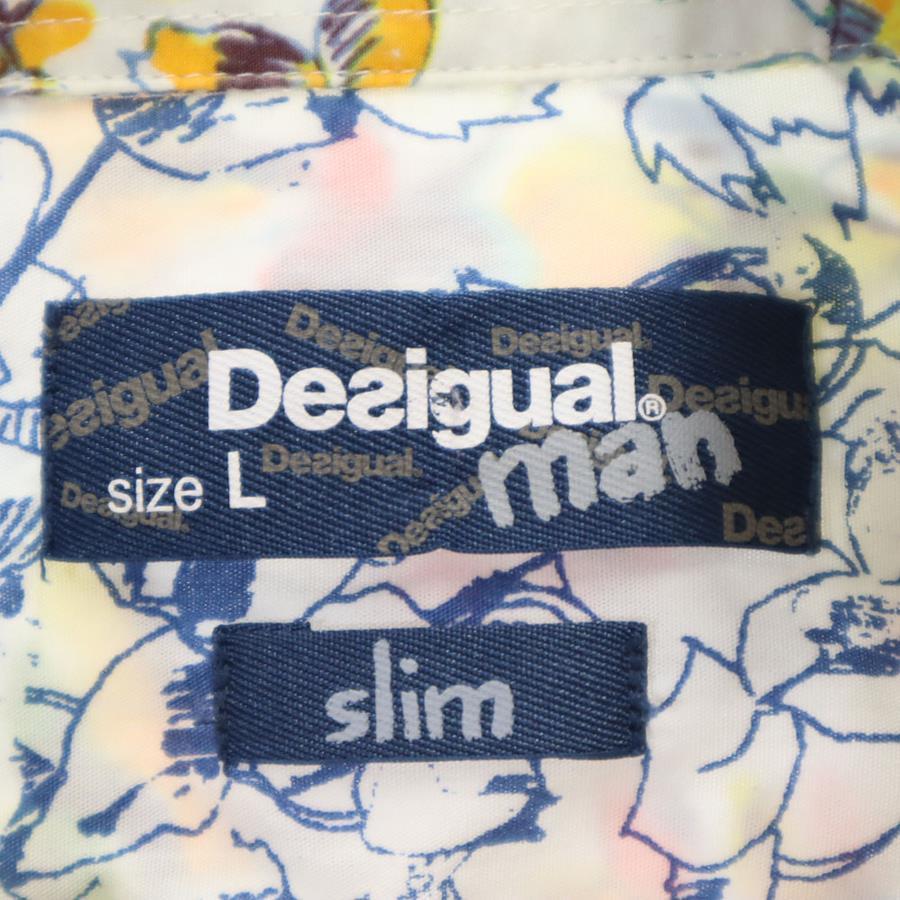 Desigual.®
man
size L
slim